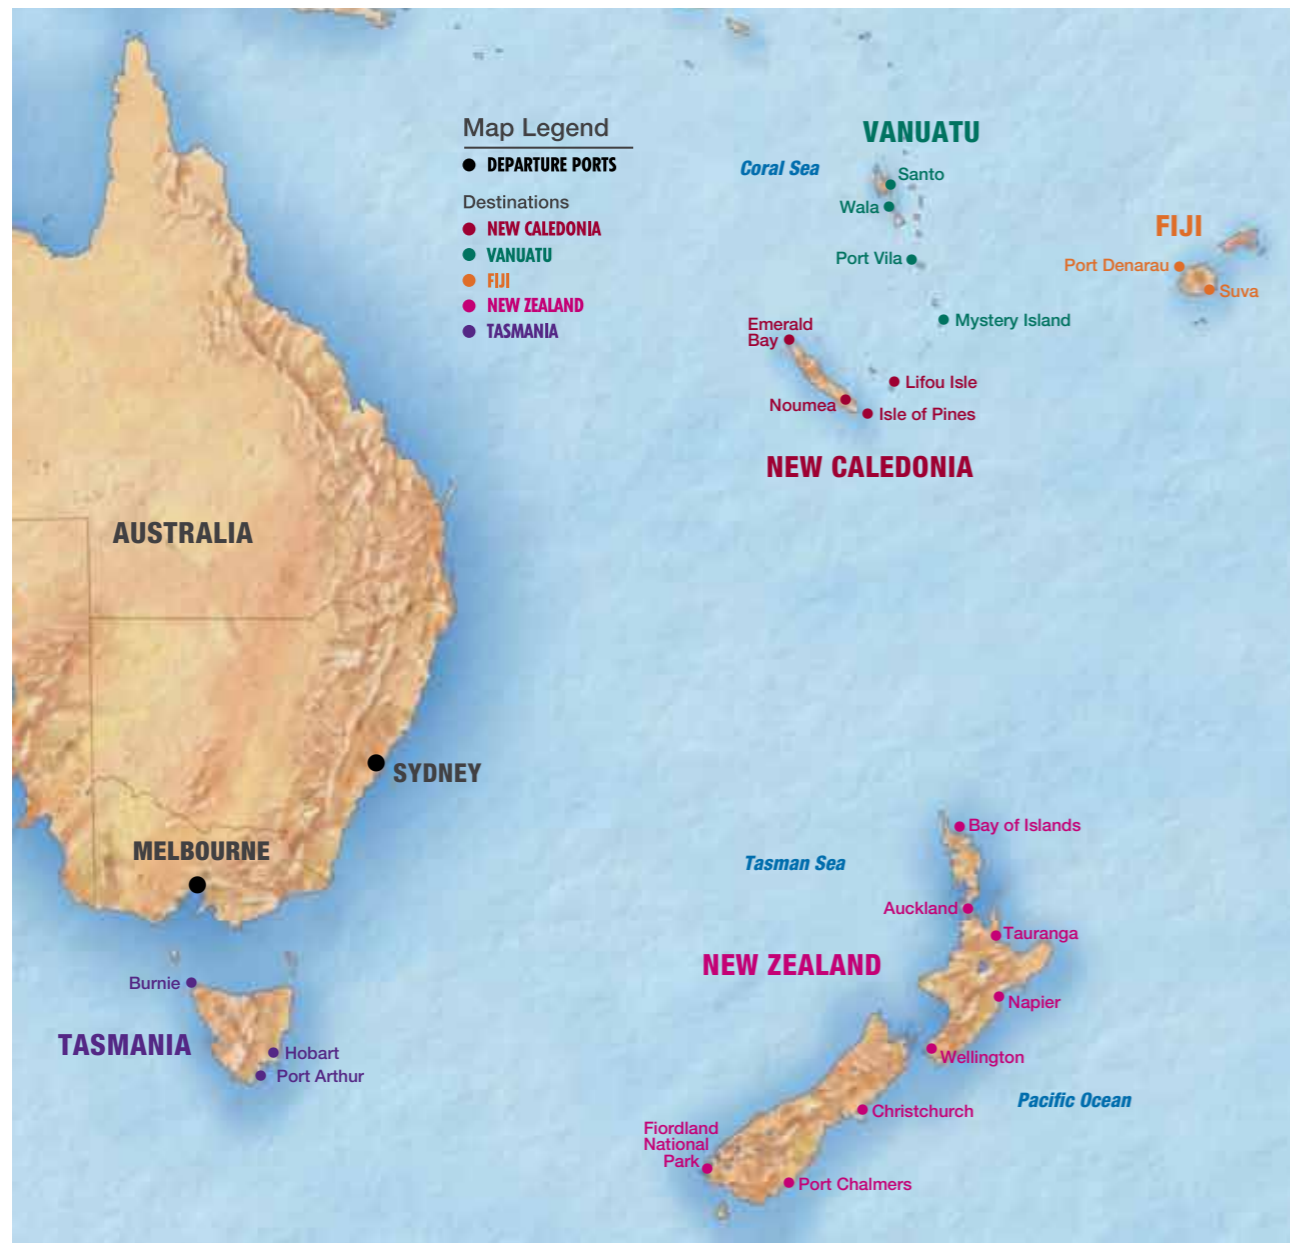 Map Legend
DEPARTURE PORTS
Destinations
NEW CALEDONIA
VANUATU
FIJI
NEW ZEALAND
TASMANIA
VANUATU
Coral Sea
Santo
Wala
FIJI
Port Vila
Port Denarau
Suva
Mystery Island
Emerald
Bay
Lifou Isle
Noumea
Isle of Pines
NEW CALEDONIA
AUSTRALIA
SYDNEY
MELBOURNE
Bay of Islands
Tasman Sea
Auckland
Tauranga
NEW ZEALAND
Burnie
Napier
TASMANIA
Hobart
Wellington
Port Arthur
Pacific Ocean
Christchurch
Fiordland
National
Park
Port Chalmers